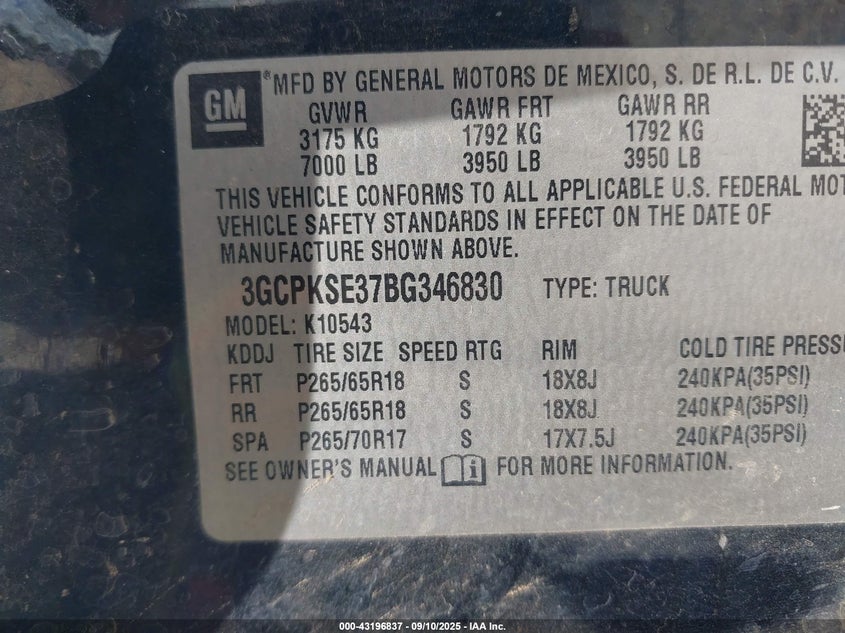 GM
® MFD BY GENERAL MOTORS DE MEXICO, S. DE R.L. DE C.V.
GVWR GAWR FRT GAWR RR
3175 KG 1792 KG 1792 KG
7000 LB 3950 LB 3950 LB
THIS VEHICLE CONFORMS TO ALL APPLICABLE U.S. FEDERAL MOT
VEHICLE SAFETY STANDARDS IN EFFECT ON THE DATE OF
MANUFACTURE SHOWN ABOVE.
3GCPKSE37BG346830 TYPE: TRUCK
MODEL: K10543
KDDJ TIRE SIZE SPEED RTG RIM COLD TIRE PRESS
FRT P265/65R18 S 18X8J 240KPA(35PSI)
RR P265/65R18 S 18X8J 240KPA(35PSI)
SPA P265/70R17 S 17X7.5J 240KPA(35PSI)
SEE OWNER'S MANUAL i FOR MORE INFORMATION.
000-43196837 - 09/10/2025 - IAA Inc.